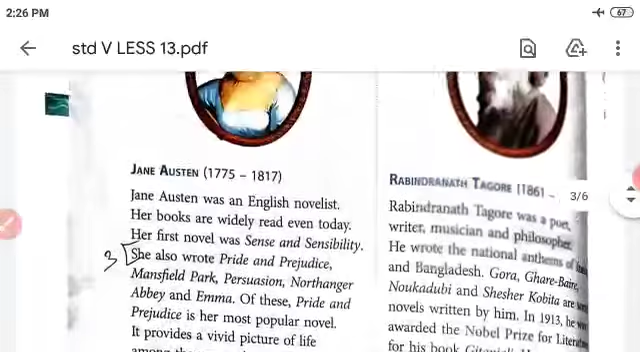 2:26 PM
67
std V LESS 13.pdf
JANE AUSTEN (1775 – 1817)
Jane Austen was an English novelist.
Her books are widely read even today.
Her first novel was Sense and Sensibility.
3 She also wrote Pride and Prejudice,
Mansfield Park, Persuasion, Northanger
Abbey and Emma. Of these, Pride and
Prejudice is her most popular novel.
It provides a vivid picture of life
among the
RABINDRANATH TAGORE (1861 –
3/6
Rabindranath Tagore was a poet,
writer, musician and philosopher.
He wrote the national anthems of
and Bangladesh. Gora, Ghare-Baire,
Noukadubi and Shesher Kobita are
novels written by him. In 1913, he
awarded the Nobel Prize for
for his book